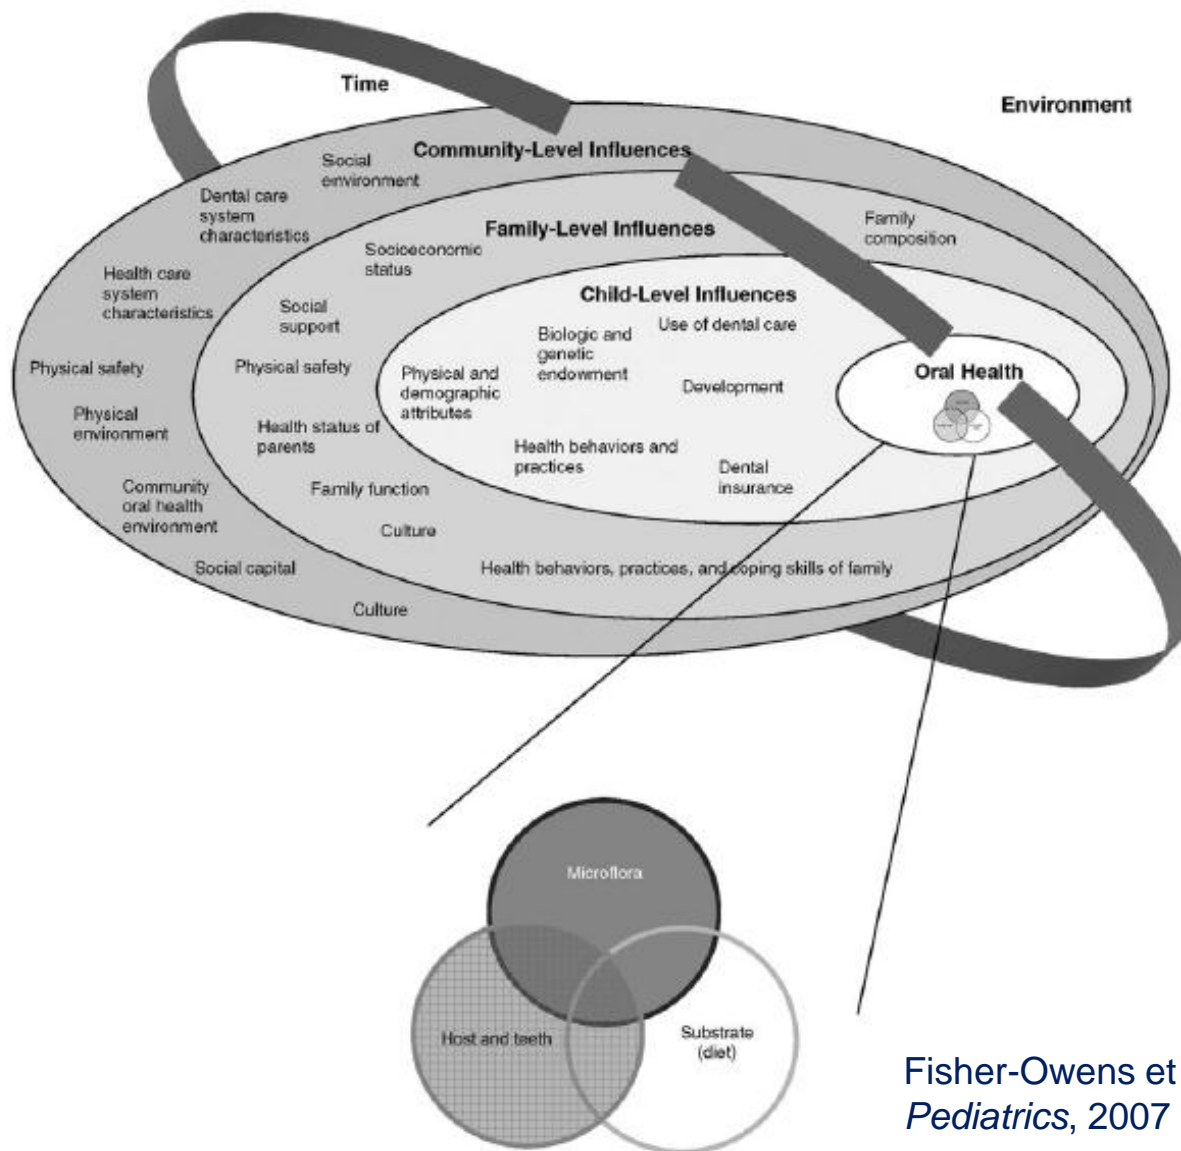 Time
Environment
Community-Level Influences
Social
environment
Dental care
system
characteristics
Health care
system
characteristics
Physical safety
Physical
environment
Community
oral health
environment
Social capital
Culture
Family-Level Influences
Family
composition
Socioeconomic
status
Social
support
Physical safety
Health status of
parents
Family function
Culture
Health behaviors, practices, and coping skills of family
Child-Level Influences
Use of dental care
Biologic and
genetic
endowment
Physical and
demographic
attributes
Development
Health behaviors and
practices
Dental
insurance
Oral Health
Microflora
Host and teeth
Substrate
(diet)
Fisher-Owens et
Pediatrics, 2007